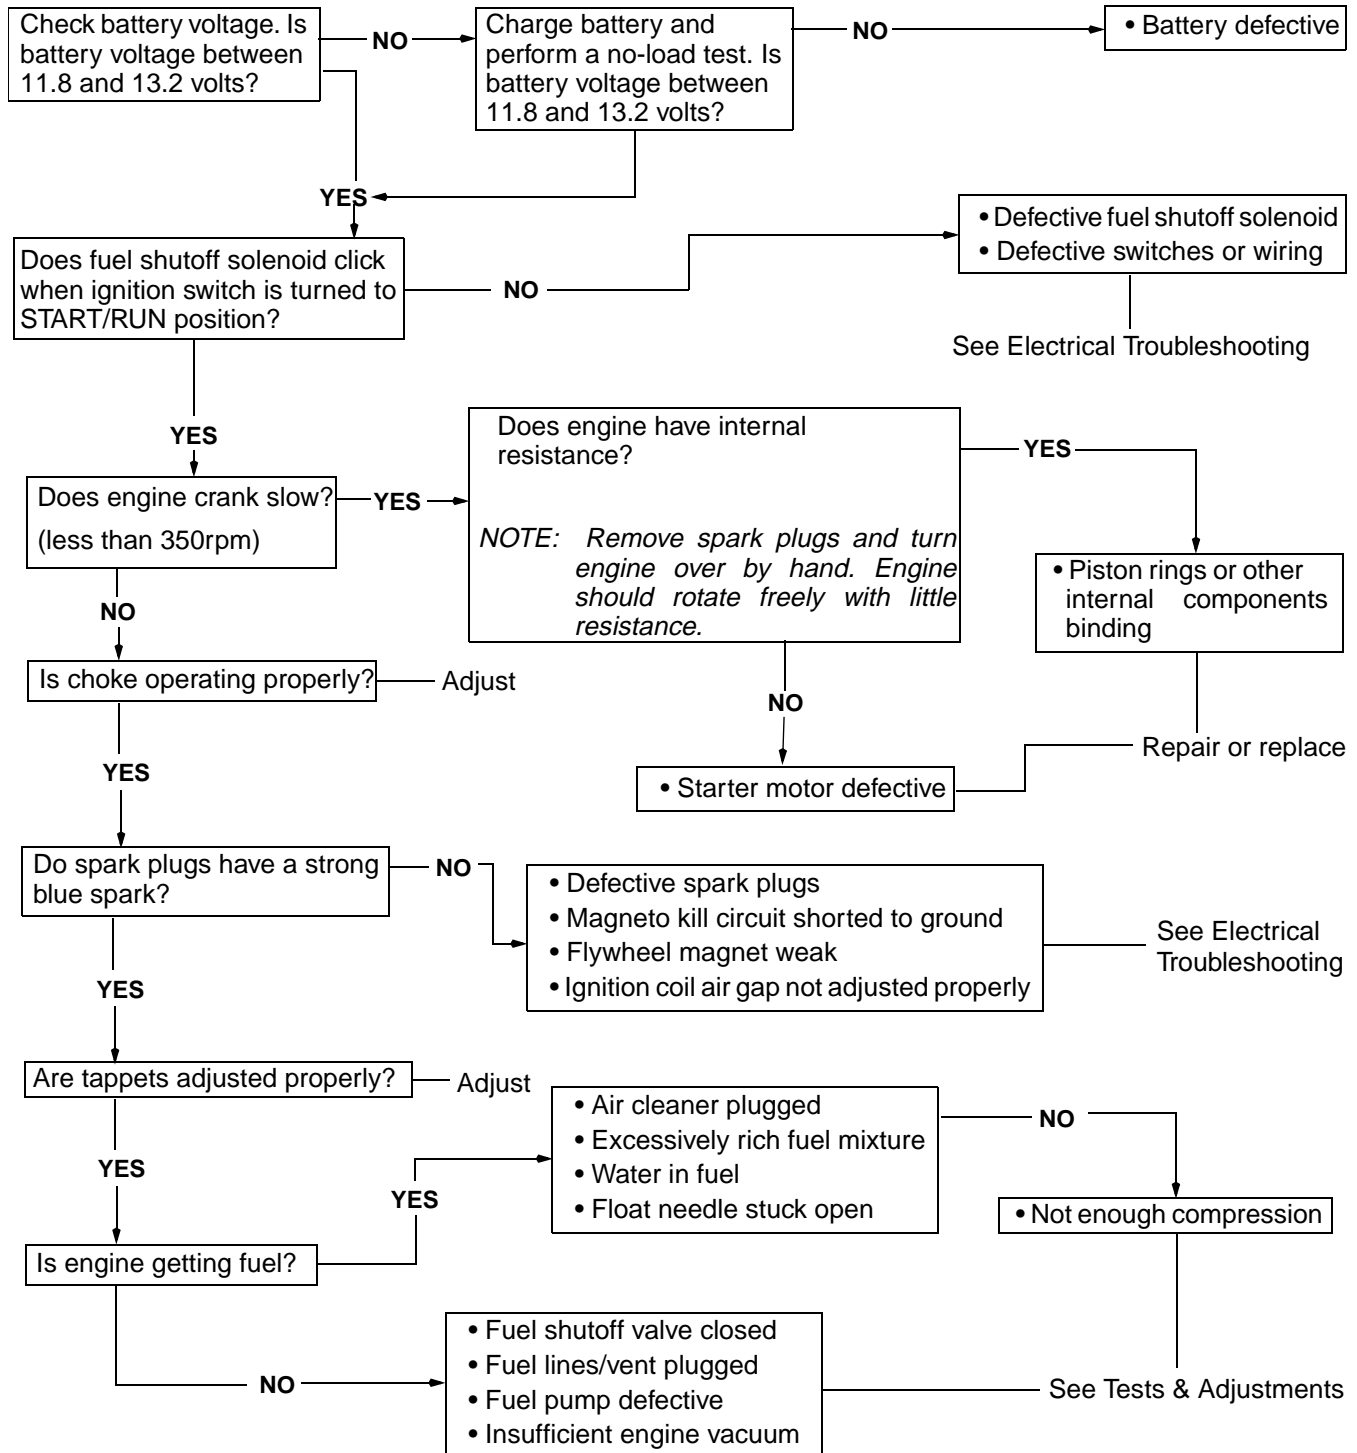 Check battery voltage. Is
battery voltage between
11.8 and 13.2 volts?
NO
Charge battery and
perform a no-load test. Is
battery voltage between
11.8 and 13.2 volts?
NO
• Battery defective
YES
Does fuel shutoff solenoid click
when ignition switch is turned to
START/RUN position?
NO
• Defective fuel shutoff solenoid
• Defective switches or wiring
See Electrical Troubleshooting
YES
Does engine crank slow?
(less than 350rpm)
YES
Does engine have internal
resistance?
NOTE: Remove spark plugs and turn
engine over by hand. Engine
should rotate freely with little
resistance.
YES
• Piston rings or other
internal components
binding
NO
Is choke operating properly?
Adjust
NO
Repair or replace
• Starter motor defective
YES
Do spark plugs have a strong
blue spark?
NO
• Defective spark plugs
• Magneto kill circuit shorted to ground
• Flywheel magnet weak
• Ignition coil air gap not adjusted properly
See Electrical
Troubleshooting
YES
Are tappets adjusted properly?
Adjust
YES
Is engine getting fuel?
YES
• Air cleaner plugged
• Excessively rich fuel mixture
• Water in fuel
• Float needle stuck open
NO
• Not enough compression
NO
• Fuel shutoff valve closed
• Fuel lines/vent plugged
• Fuel pump defective
• Insufficient engine vacuum
See Tests & Adjustments